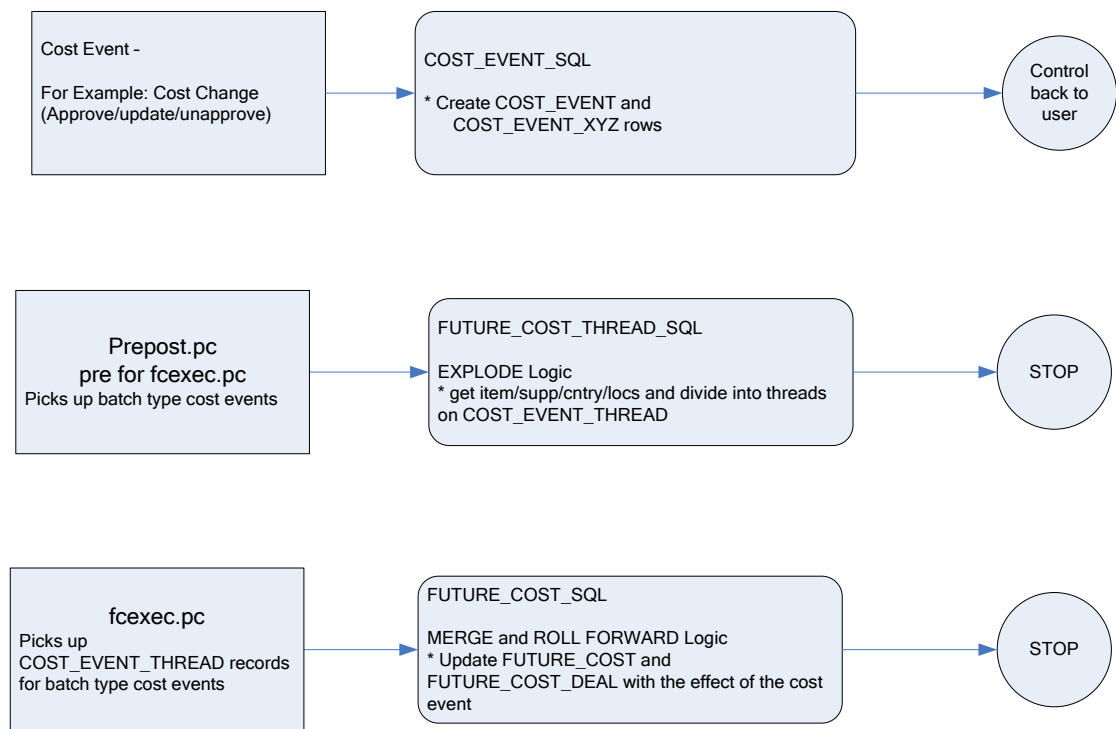 Cost Event -
For Example: Cost Change
(Approve/update/unapprove)
COST_EVENT_SQL
* Create COST_EVENT and
COST_EVENT_XYZ rows
Control
back to
user
Prepost.pc
pre for fcexec.pc
Picks up batch type cost events
FUTURE_COST_THREAD_SQL
EXPLODE Logic
* get item/supp/cntry/locs and divide into threads
on COST_EVENT_THREAD
STOP
fcexec.pc
Picks up
COST_EVENT_THREAD records
for batch type cost events
FUTURE_COST_SQL
MERGE and ROLL FORWARD Logic
* Update FUTURE_COST and
FUTURE_COST_DEAL with the effect of the cost
event
STOP